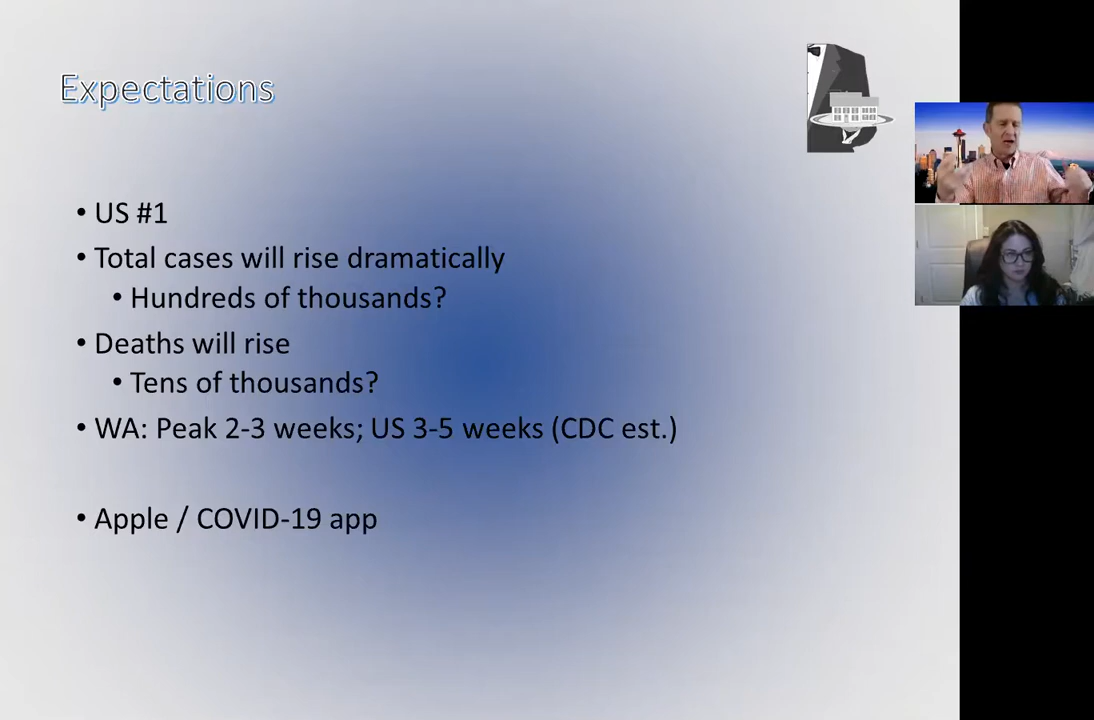 Expectations
• US #1
• Total cases will rise dramatically
• Hundreds of thousands?
• Deaths will rise
• Tens of thousands?
• WA: Peak 2-3 weeks; US 3-5 weeks (CDC est.)
• Apple / COVID-19 app